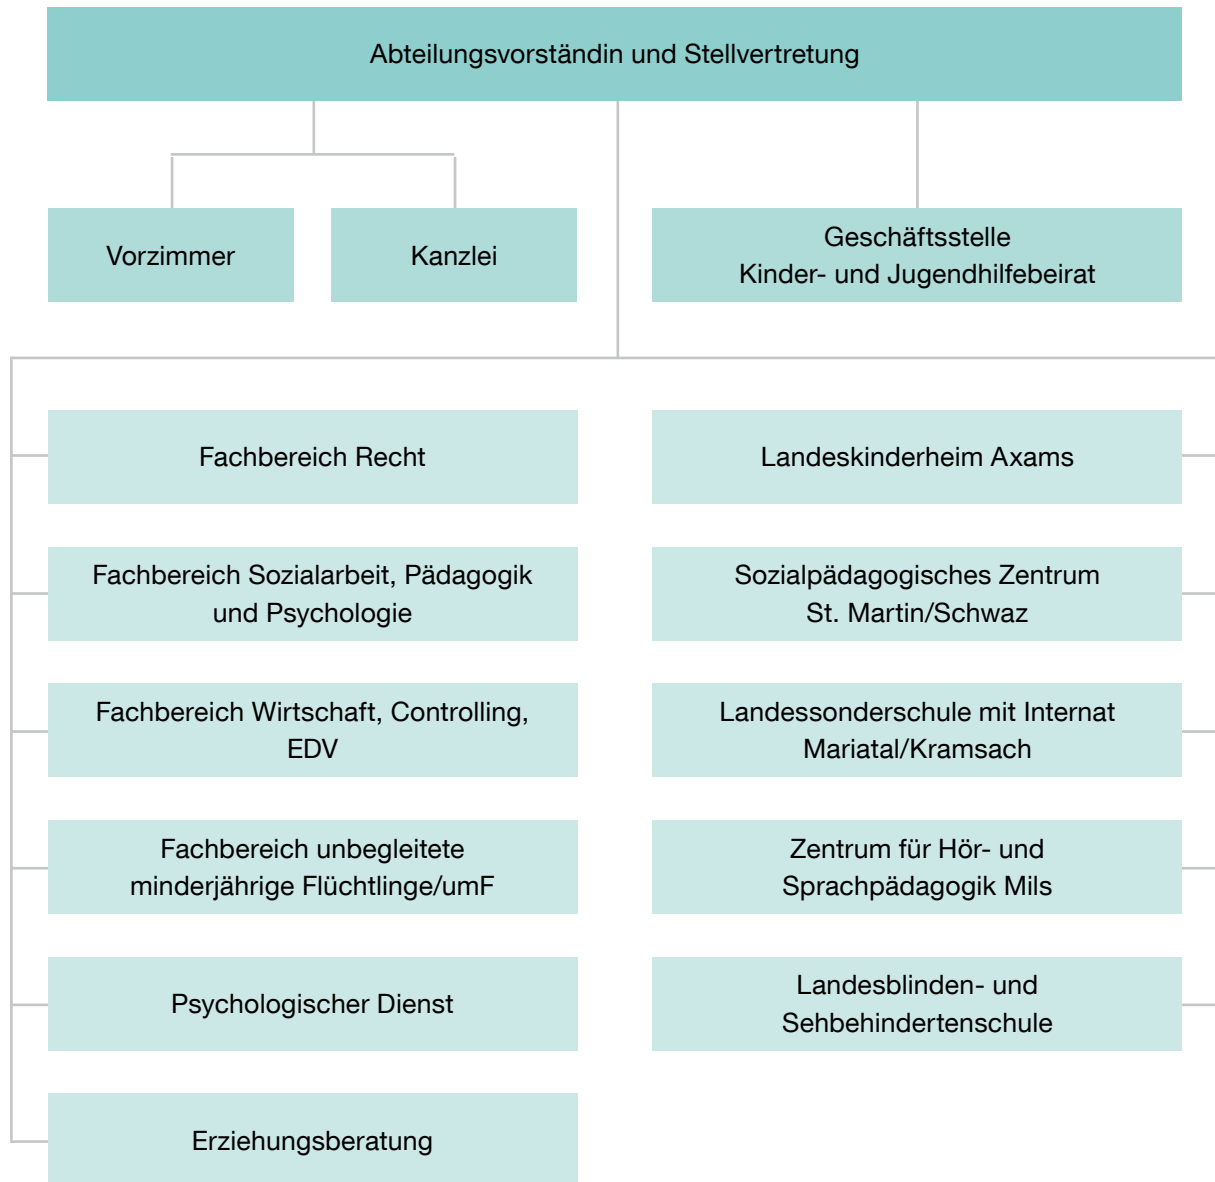 Abteilungsvorständin und Stellvertretung
Vorzimmer
Kanzlei
Geschäftsstelle
Kinder- und Jugendhilfebeirat
Fachbereich Recht
Fachbereich Sozialarbeit, Pädagogik
und Psychologie
Fachbereich Wirtschaft, Controlling,
EDV
Fachbereich unbegleitete
minderjährige Flüchtlinge/umF
Psychologischer Dienst
Erziehungsberatung
Landeskinderheim Axams
Sozialpädagogisches Zentrum
St. Martin/Schwaz
Landessonderschule mit Internat
Mariatal/Kramsach
Zentrum für Hör- und
Sprachpädagogik Mils
Landesblinden- und
Sehbehindertenschule